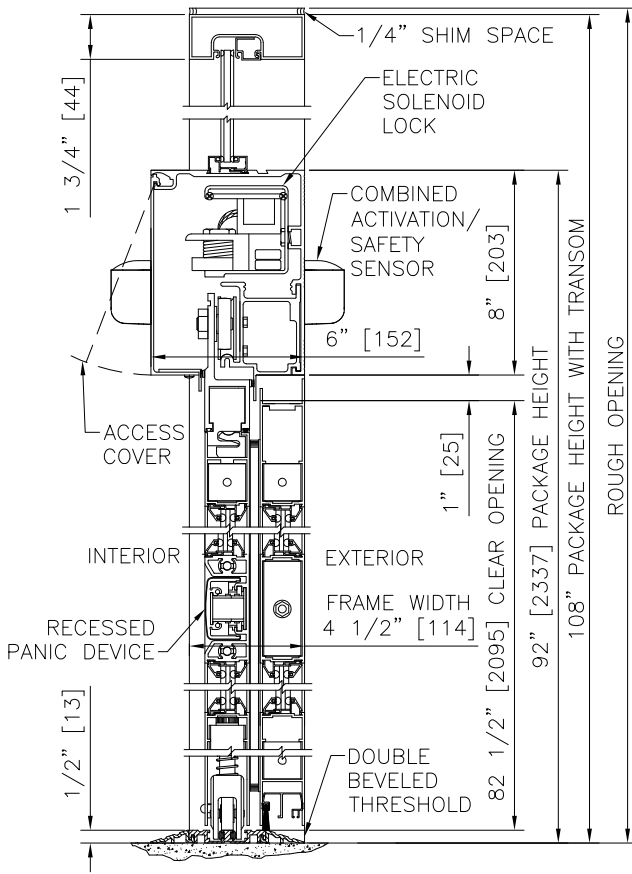 1/4" SHIM SPACE
1 3/4" [44]
ELECTRIC
SOLENOID
LOCK
COMBINED
ACTIVATION/
SAFETY
SENSOR
8" [203]
6" [152]
ACCESS
COVER
1" [25]
INTERIOR
EXTERIOR
FRAME WIDTH
4 1/2" [114]
RECESSED
PANIC DEVICE
1/2" [13]
DOUBLE
BEVELED
THRESHOLD
82 1/2" [2095] CLEAR OPENING
92" [2337] PACKAGE HEIGHT
108" PACKAGE HEIGHT WITH TRANSOM
ROUGH OPENING